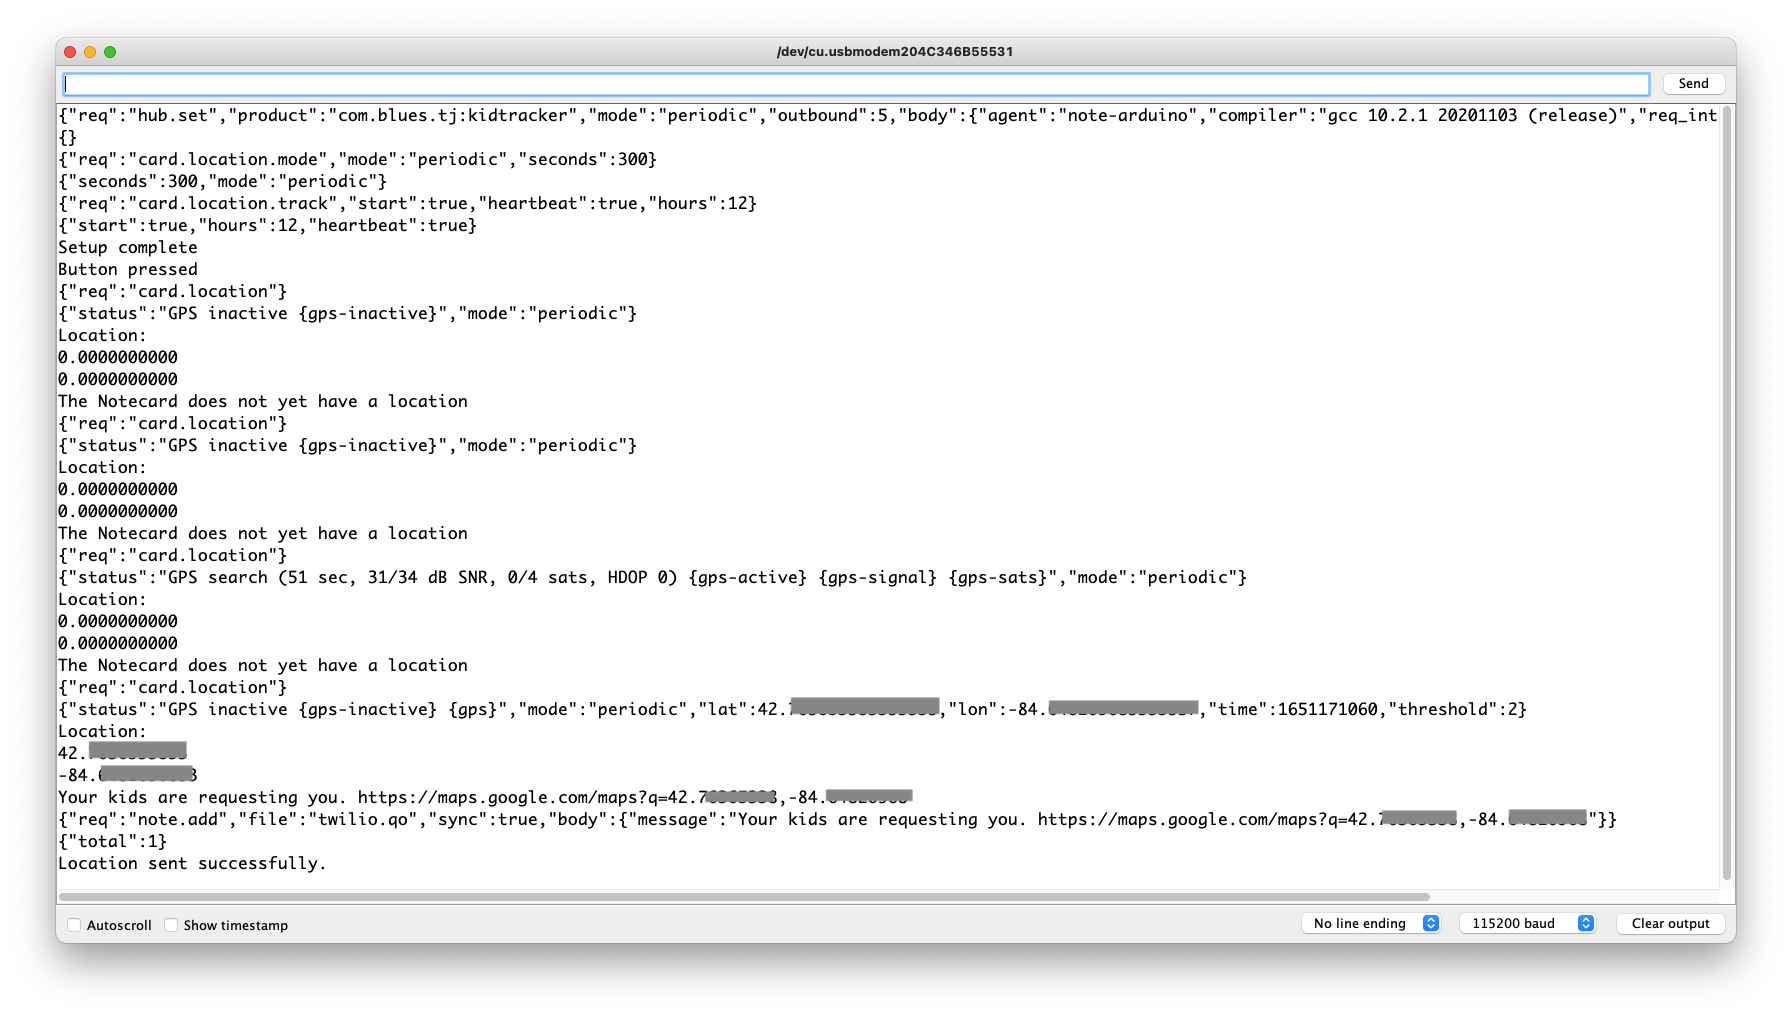 /dev/cu.usbmodem204C346B55531
Send
{"req":"hub.set","product":"com.blues.tj:kidtracker","mode":"periodic","outbound":5,"body":{"agent":"note-arduino","compiler":"gcc 10.2.1 20201103 (release)","req_int
{}
{"req":"card.location.mode","mode":"periodic","seconds":300}
{"seconds":300,"mode":"periodic"}
{"req":"card.location.track","start":true,"heartbeat":true,"hours":12}
{"start":true,"hours":12,"heartbeat":true}
Setup complete
Button pressed
{"req":"card.location"}
{"status":"GPS inactive {gps-inactive}","mode":"periodic"}
Location:
0.0000000000
0.0000000000
The Notecard does not yet have a location
{"req":"card.location"}
{"status":"GPS inactive {gps-inactive}","mode":"periodic"}
Location:
0.0000000000
0.0000000000
The Notecard does not yet have a location
{"req":"card.location"}
{"status":"GPS search (51 sec, 31/34 dB SNR, 0/4 sats, HDOP 0) {gps-active} {gps-signal} {gps-sats}","mode":"periodic"}
Location:
0.0000000000
0.0000000000
The Notecard does not yet have a location
{"req":"card.location"}
{"status":"GPS inactive {gps-inactive} {gps}","mode":"periodic","lat":42. ,"lon":-84. ,"time":1651171060,"threshold":2}
Location:
42.
-84.
Your kids are requesting you. https://maps.google.com/maps?q=42. ,-84.
{"req":"note.add","file":"twilio.qo","sync":true,"body":{"message":"Your kids are requesting you. https://maps.google.com/maps?q=42. ,-84. "}}
{"total":1}
Location sent successfully.
Autoscroll
Show timestamp
No line ending
115200 baud
Clear output